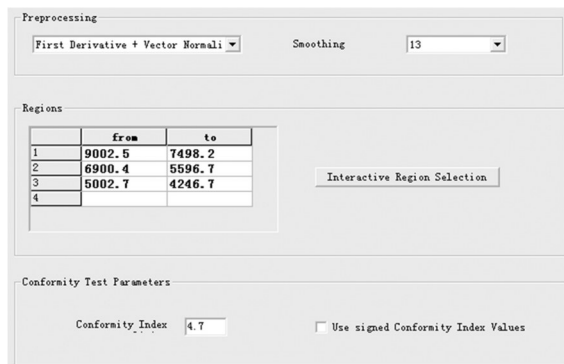 Preprocessing
First Derivative + Vector Normali
Smoothing
13
Regions
from to
1 9002.5 7498.2
2 6900.4 5596.7
3 5002.7 4246.7
4
Interactive Region Selection
Conformity Test Parameters
Conformity Index
4.7
Use signed Conformity Index Values